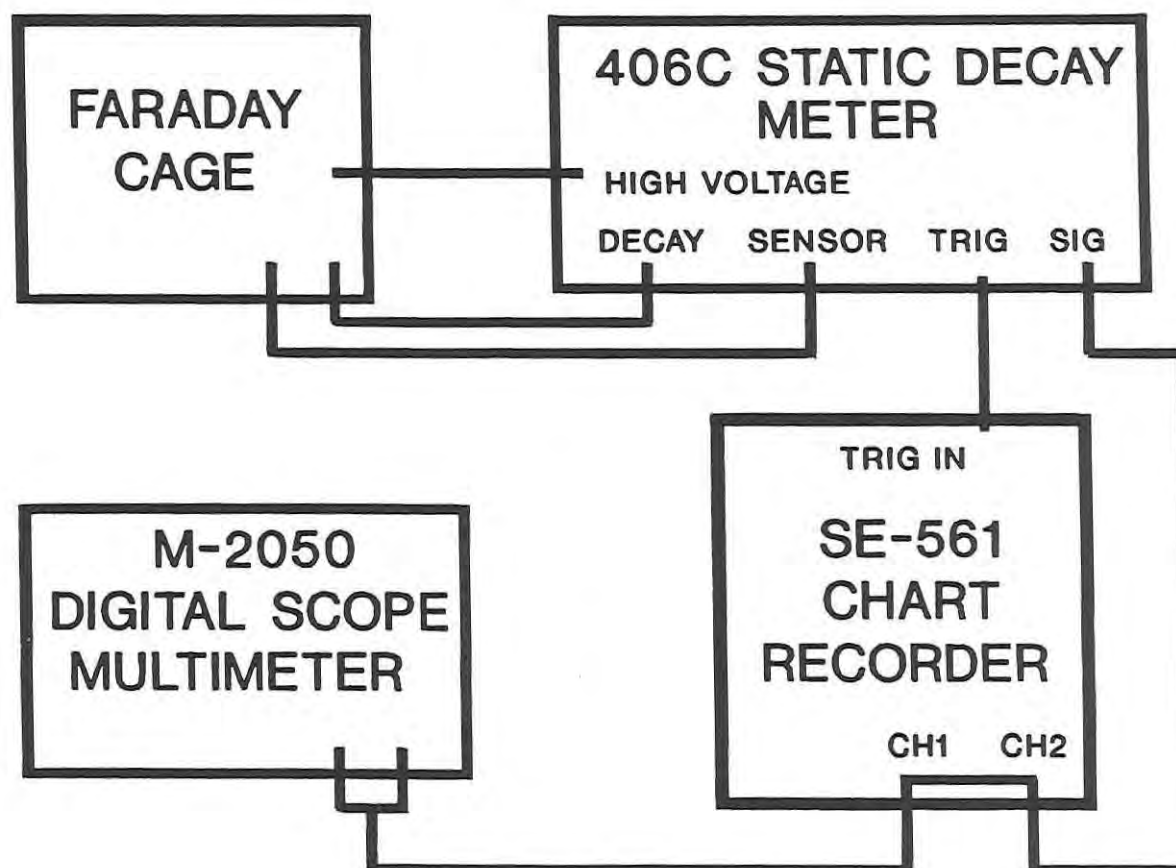 FARADAY
CAGE
406C STATIC DECAY
METER
HIGH VOLTAGE
DECAY SENSOR TRIG SIG
TRIG IN
SE-561
CHART
RECORDER
CH1 CH2
M-2050
DIGITAL SCOPE
MULTIMETER